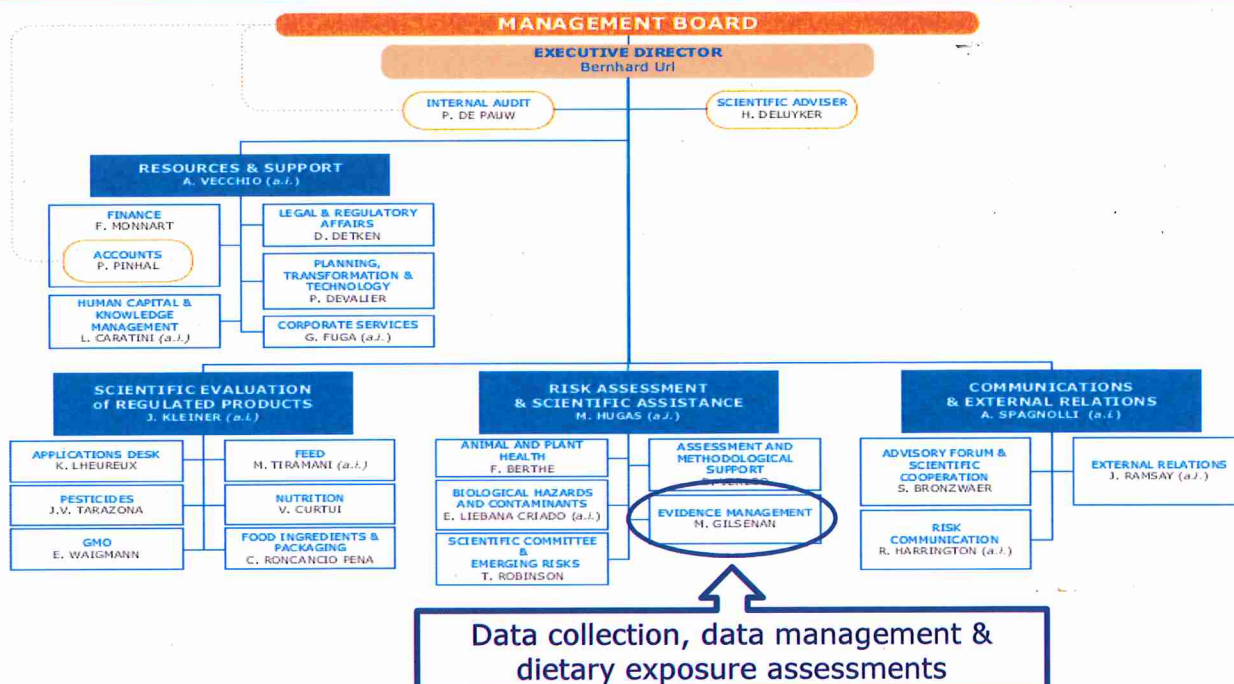 MANAGEMENT BOARD
EXECUTIVE DIRECTOR
Bernhard Url
INTERNAL AUDIT
P. DE PAUW
SCIENTIFIC ADVISER
H. DELUYKER
RESOURCES & SUPPORT
A. VECCHIO (a.i.)
FINANCE
F. MONNART
ACCOUNTS
P. PINHAL
LEGAL & REGULATORY
AFFAIRS
D. DETKEN
PLANNING,
TRANSFORMATION &
TECHNOLOGY
P. DEVALIER
HUMAN CAPITAL &
KNOWLEDGE
MANAGEMENT
L. CARATINI (a.i.)
CORPORATE SERVICES
G. FUGA (a.i.)
SCIENTIFIC EVALUATION
of REGULATED PRODUCTS
J. KLEINER (a.i.)
APPLICATIONS DESK
K. LHEUREUX
FEED
M. TIRAMANI (a.i.)
PESTICIDES
J.V. TARAZONA
NUTRITION
V. CURTUI
GMO
E. WAIGMANN
FOOD INGREDIENTS &
PACKAGING
C. RONCANCIO PENA
RISK ASSESSMENT
& SCIENTIFIC ASSISTANCE
M. HUGAS (a.i.)
ANIMAL AND PLANT
HEALTH
F. BERTHE
ASSESSMENT AND
METHODOLOGICAL
SUPPORT
BIOLOGICAL HAZARDS
AND CONTAMINANTS
E. LIEBANA CRIADO (a.i.)
EVIDENCE MANAGEMENT
M. GILSENAN
SCIENTIFIC COMMITTEE
&
EMERGING RISKS
T. ROBINSON
COMMUNICATIONS
& EXTERNAL RELATIONS
A. SPAGNOLLI (a.i.)
ADVISORY FORUM &
SCIENTIFIC
COOPERATION
S. BRONZWAER
EXTERNAL RELATIONS
J. RAMSAY (a.i.)
RISK
COMMUNICATION
R. HARRINGTON (a.i.)
Data collection, data management &
dietary exposure assessments